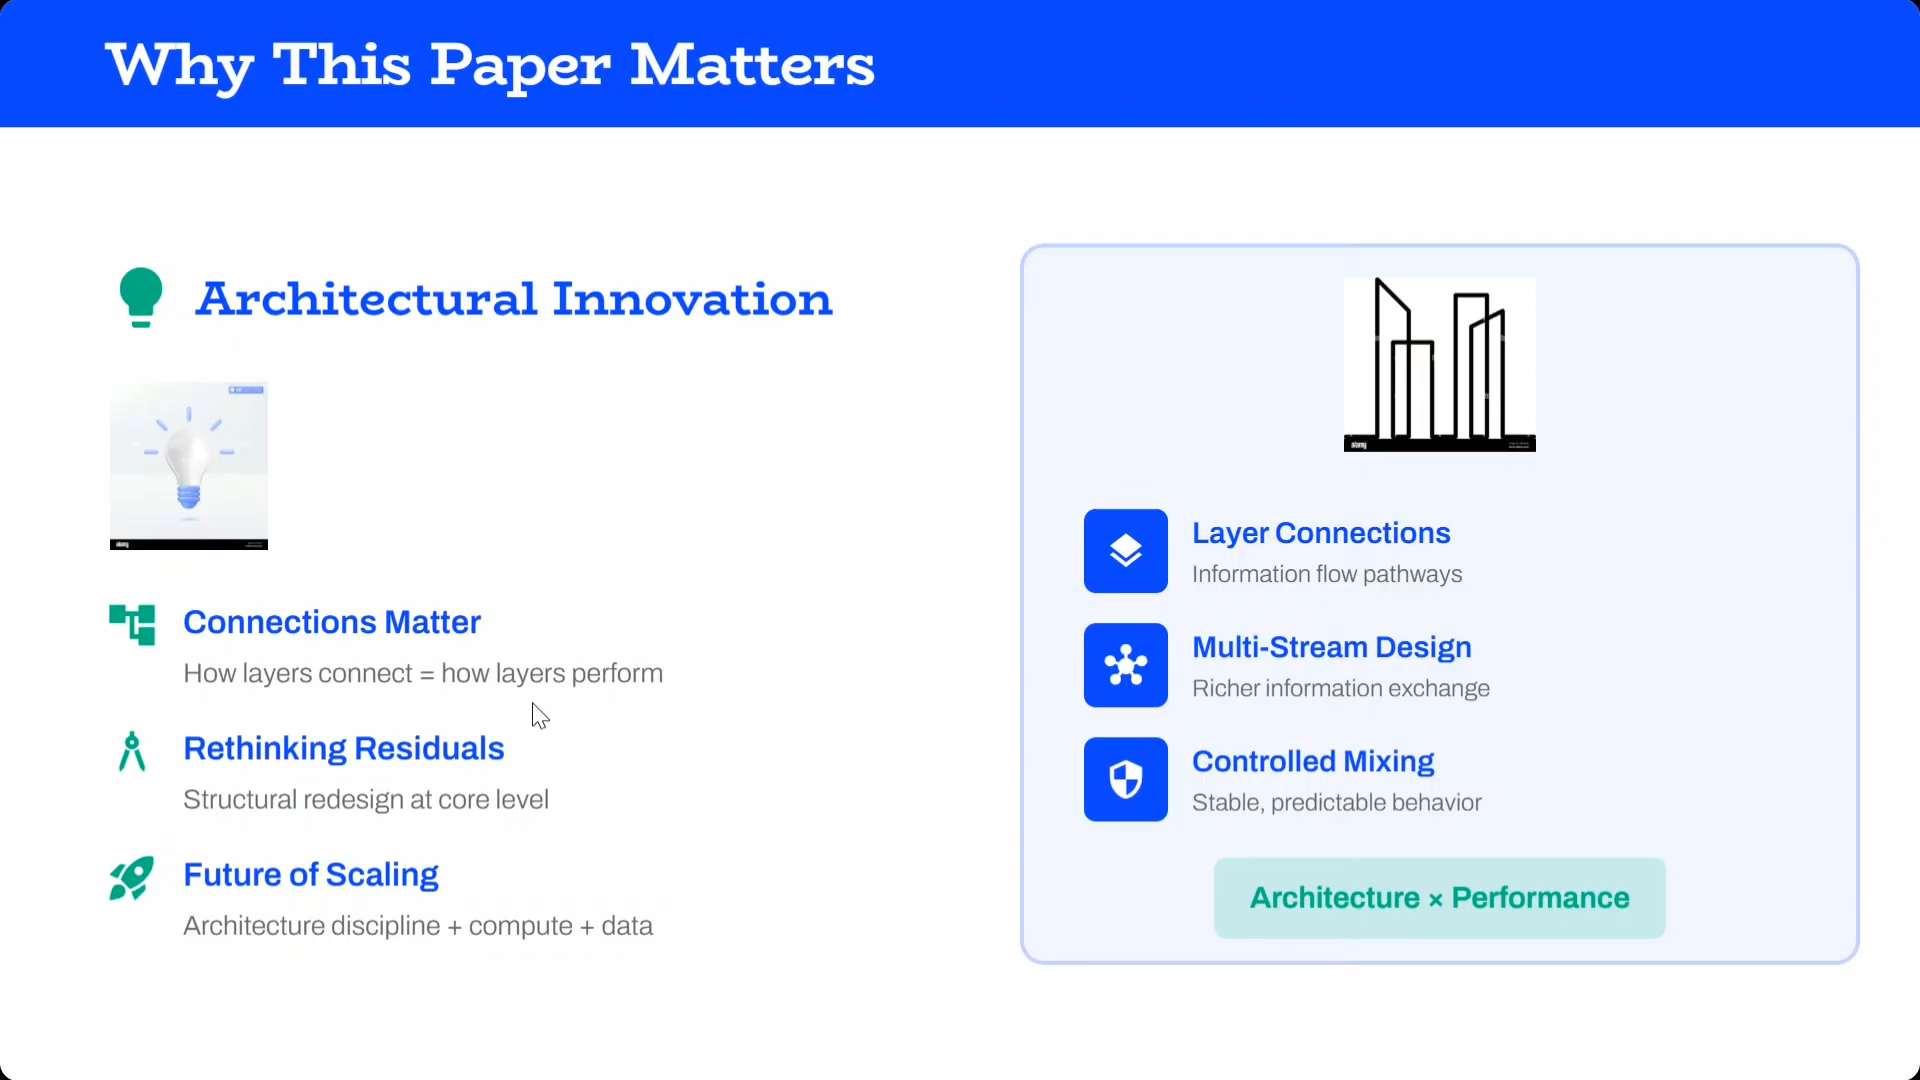 Why This Paper Matters
Architectural Innovation
alamy
Connections Matter
How layers connect = how layers perform
Rethinking Residuals
Structural redesign at core level
Future of Scaling
Architecture discipline + compute + data
alamy
Layer Connections
Information flow pathways
Multi-Stream Design
Richer information exchange
Controlled Mixing
Stable, predictable behavior
Architecture × Performance